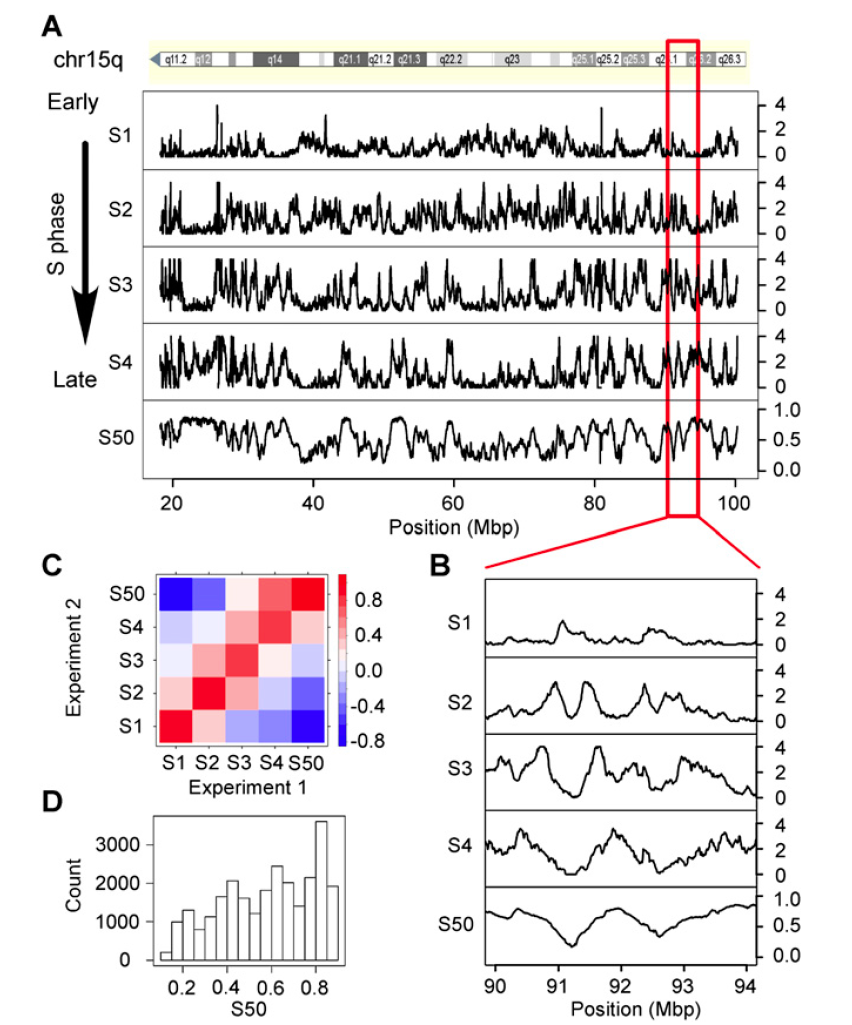 A
chr15q
q11.2 q12 q14 q21.1 q21.2 q21.3 q22.2 q23 q25.1 q25.2 q25.3 q26.3
Early
S phase
Late
S1
4
2
0
S2
4
2
0
S3
4
2
0
S4
4
2
0
S50
1.0
0.5
0.0
20 40 60 80 100
Position (Mbp)
C
Experiment 2
S50
S4
S3
S2
S1
S1 S2 S3 S4 S50
Experiment 1
0.8
0.4
0.0
-0.4
-0.8
B
S1
4
2
0
S2
4
2
0
S3
4
2
0
S4
4
2
0
S50
1.0
0.5
0.0
90 91 92 93 94
Position (Mbp)
D
Count
3000
2000
1000
0
0.2 0.4 0.6 0.8
S50